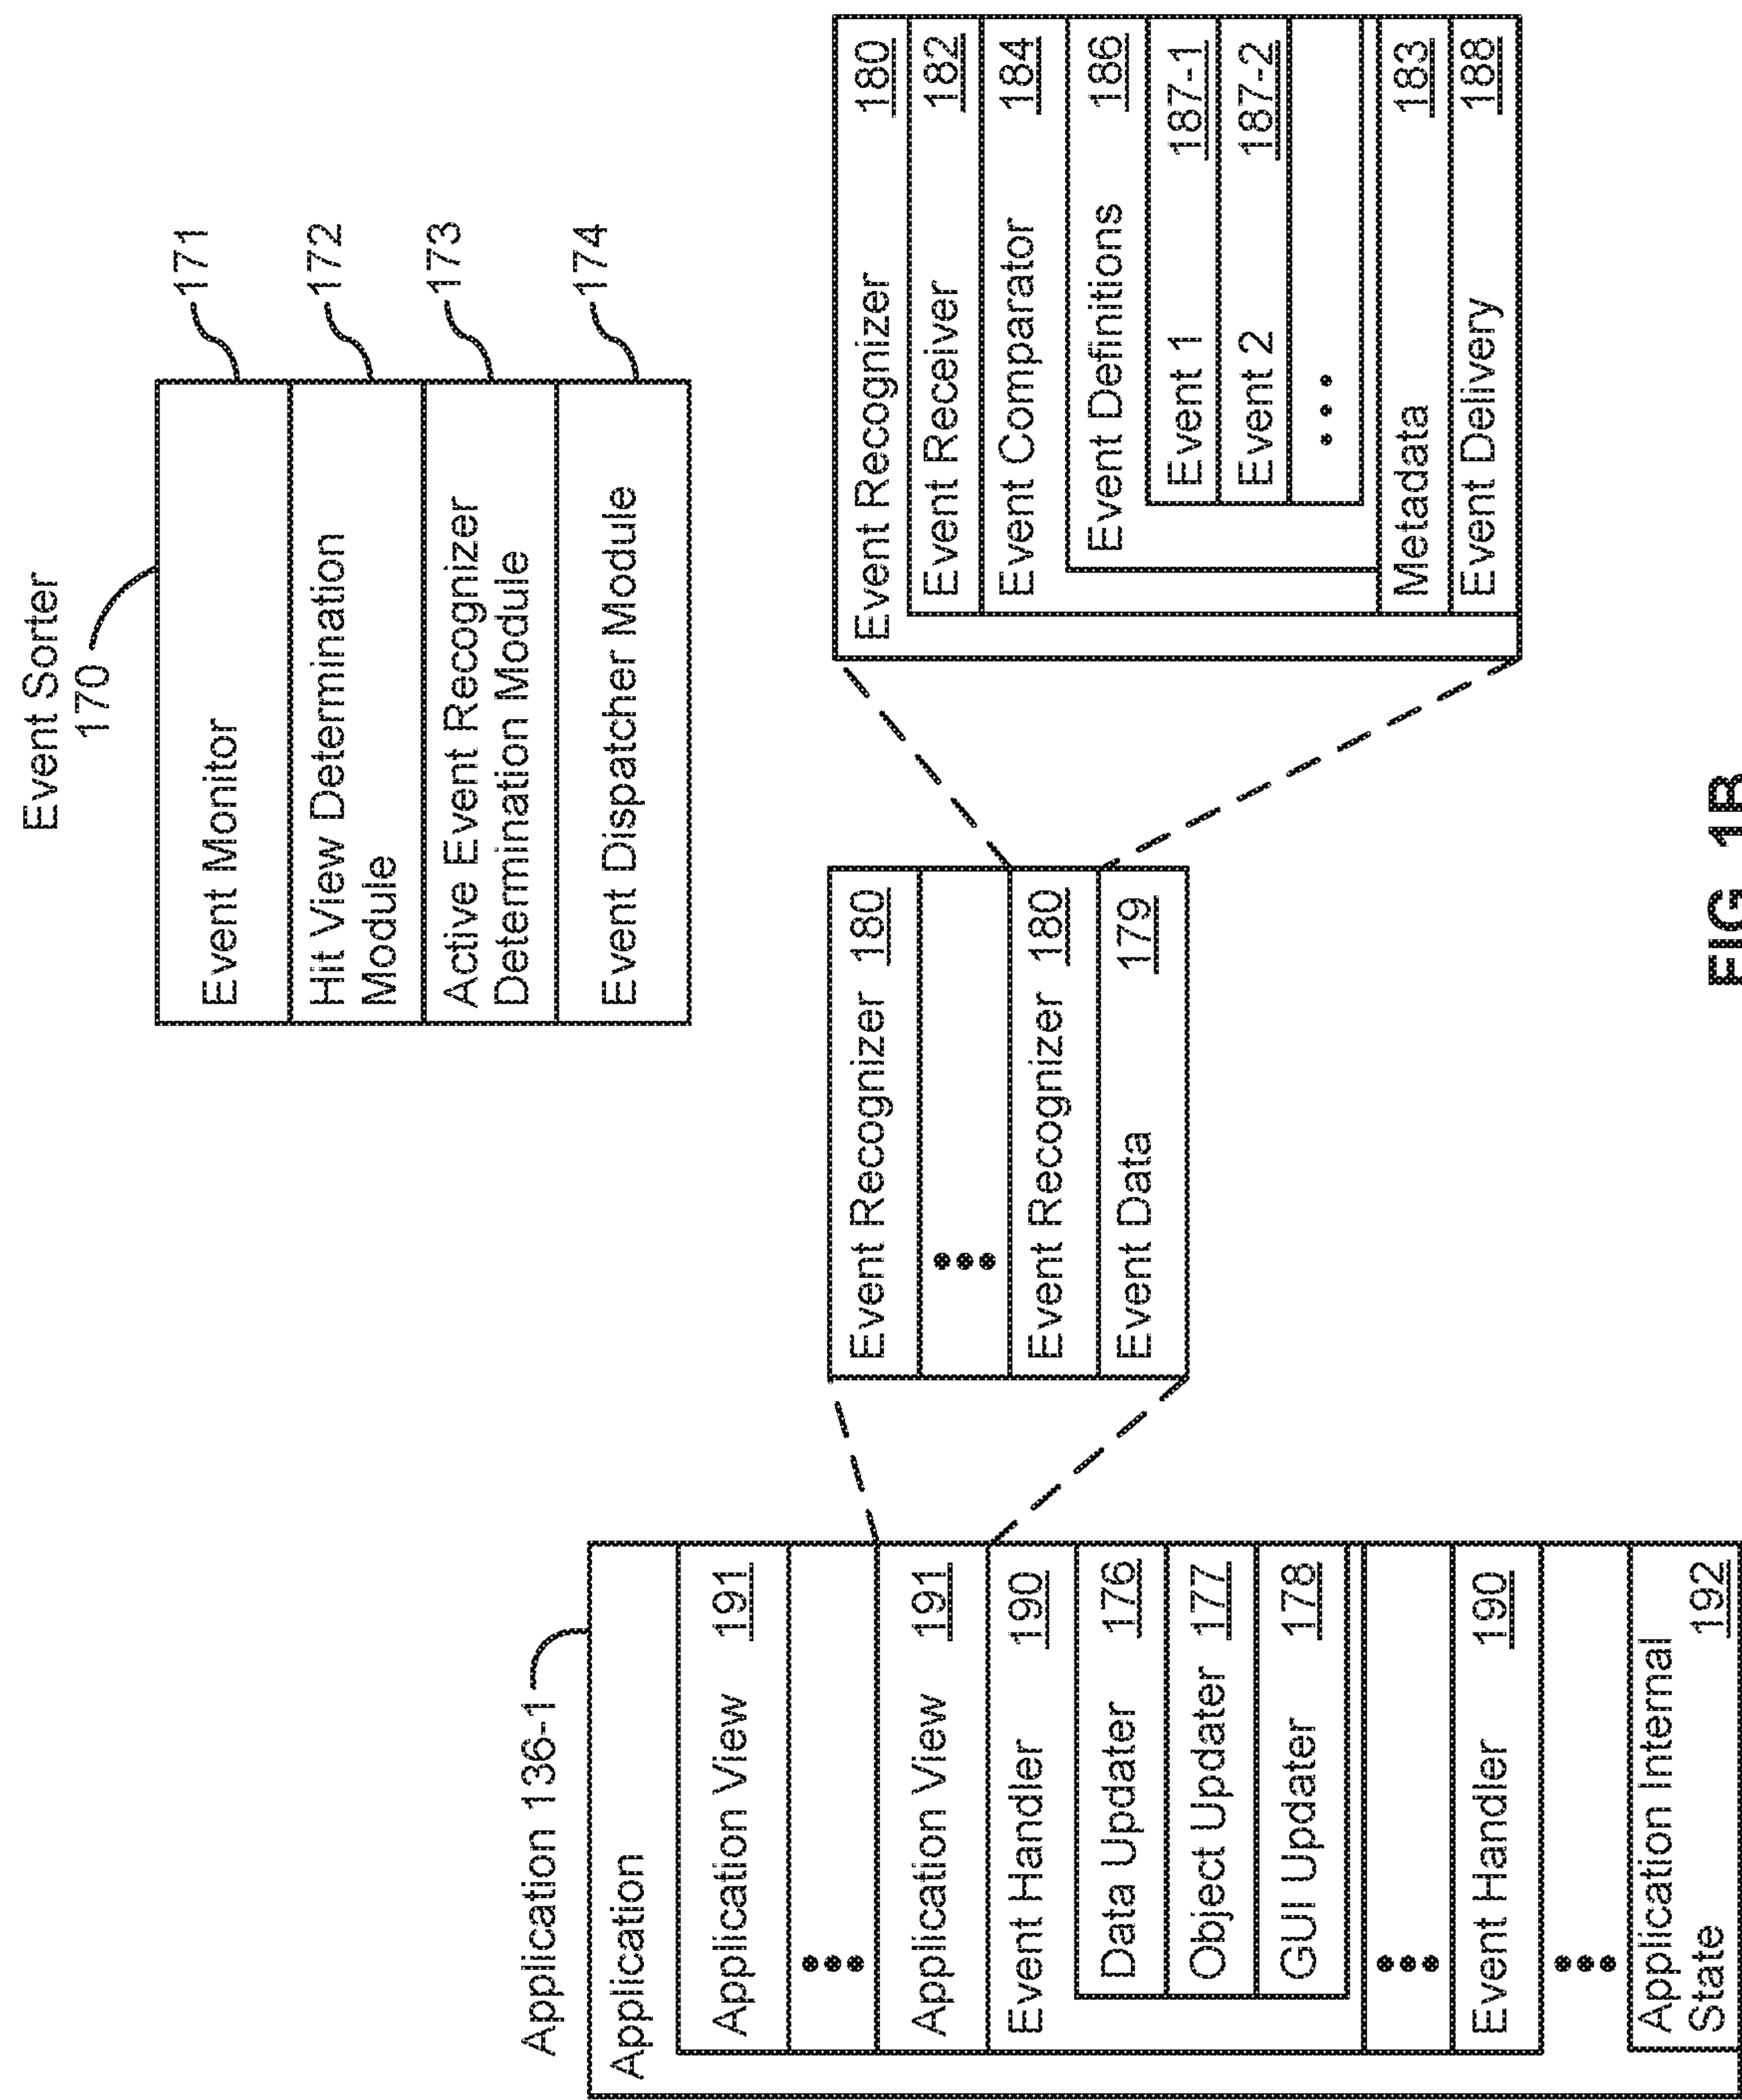 Event Sorter
170
Event Monitor
171
Hit View Determination
Module
172
Active Event Recognizer
Determination Module
173
Event Dispatcher Module
174
Application 136-1
Application
Application View 191
Application View 191
Event Handler 190
Data Updater 176
Object Updater 177
GUI Updater 178
Event Handler 190
Application Internal
State 192
Event Recognizer 180
Event Recognizer 180
Event Data 179
Event Recognizer 180
Event Receiver 182
Event Comparator 184
Event Definitions 186
Event 1 187-1
Event 2 187-2
Metadata 183
Event Delivery 188
FIG. 1B